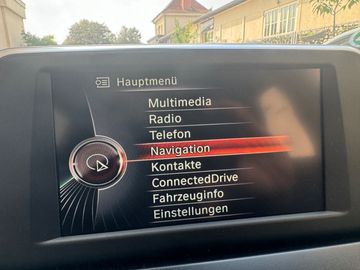 Hauptmenü
Multimedia
Radio
Telefon
Navigation
Kontakte
ConnectedDrive
Fahrzeuginfo
Einstellungen